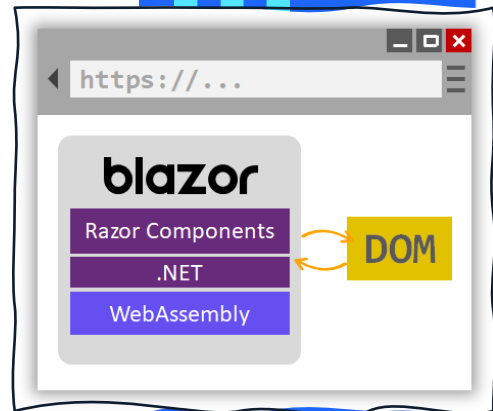 https://...
blazor
Razor Components
.NET
WebAssembly
DOM